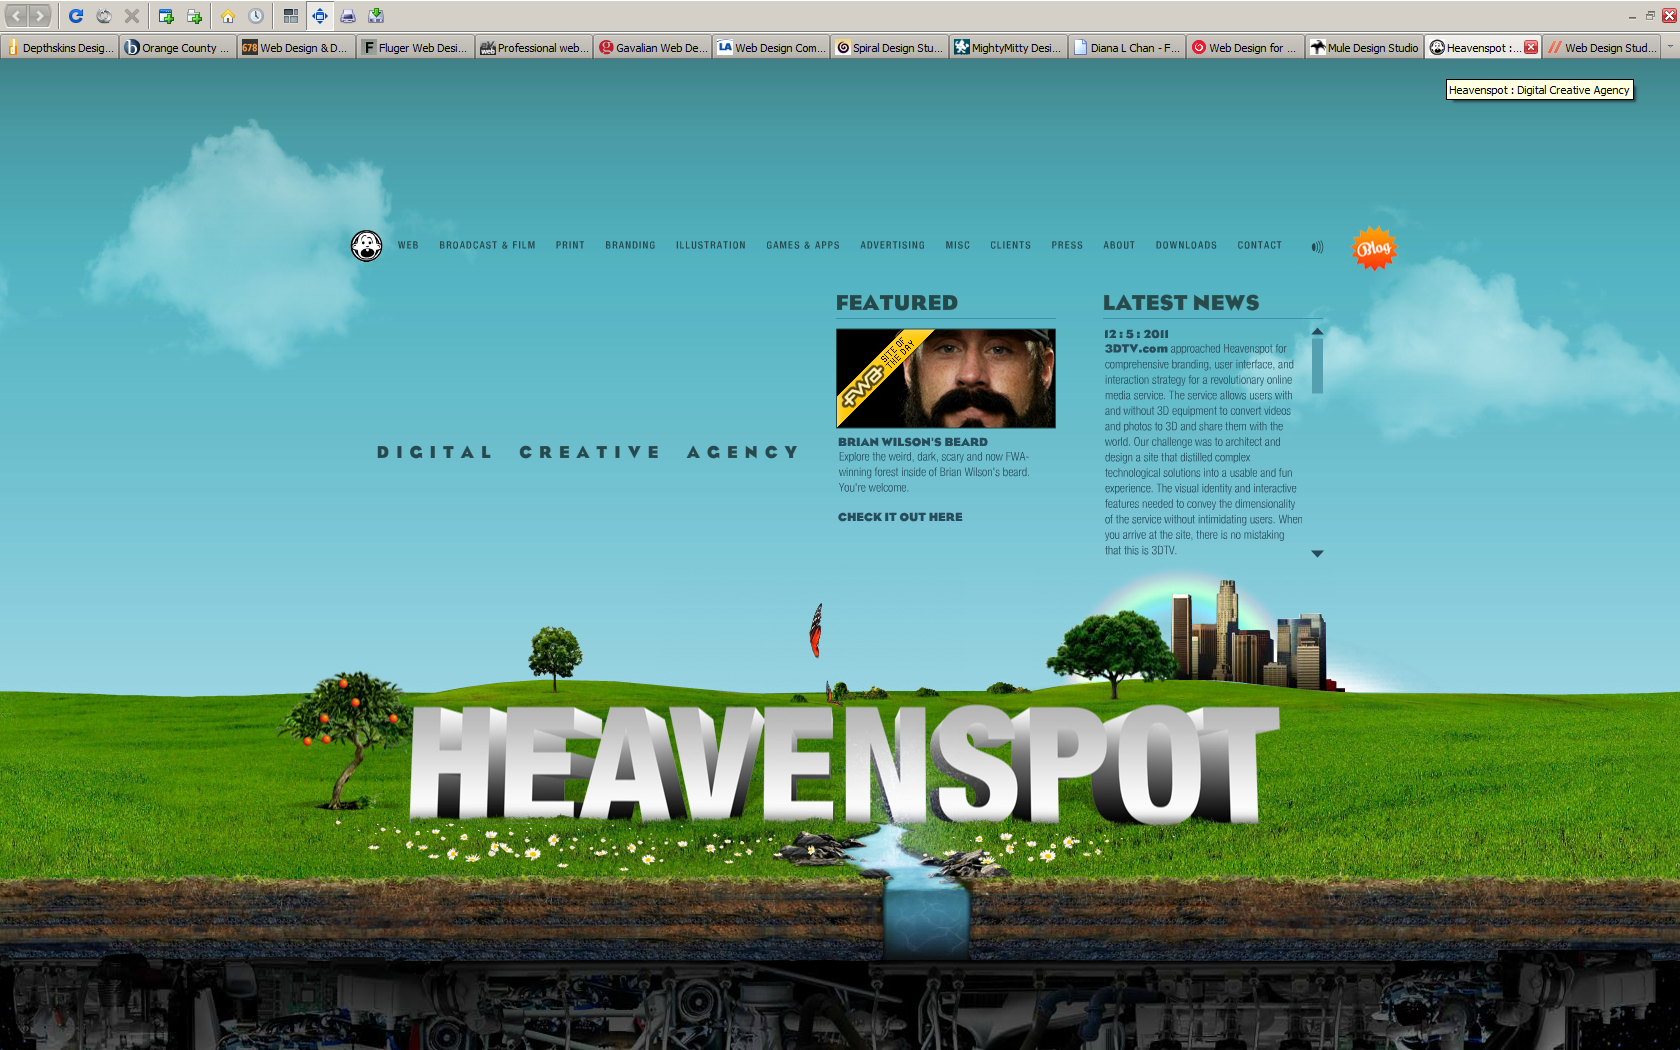 Depthskins Desig...
Orange County ...
678 Web Design & D...
F Fluger Web Desi...
Professional web...
Gavalian Web De...
LA Web Design Com...
Spiral Design Stu...
MightyMitty Desi...
Diana L Chan - F...
Web Design for ...
Mule Design Studio
Heavenspot :...
Web Design Stud...
Heavenspot : Digital Creative Agency
WEB BROADCAST & FILM PRINT BRANDING ILLUSTRATION GAMES & APPS ADVERTISING MISC CLIENTS PRESS ABOUT DOWNLOADS CONTACT
Blog
DIGITAL CREATIVE AGENCY
FEATURED
FWA SITE OF
THE DAY
BRIAN WILSON'S BEARD
Explore the weird, dark, scary and now FWA-
winning forest inside of Brian Wilson's beard.
You're welcome.
CHECK IT OUT HERE
LATEST NEWS
12 : 5 : 2011
3DTV.com approached Heavenspot for
comprehensive branding, user interface, and
interaction strategy for a revolutionary online
media service. The service allows users with
and without 3D equipment to convert videos
and photos to 3D and share them with the
world. Our challenge was to architect and
design a site that distilled complex
technological solutions into a usable and fun
experience. The visual identity and interactive
features needed to convey the dimensionality
of the service without intimidating users. When
you arrive at the site, there is no mistaking
that this is 3DTV.
HEAVENSPOT